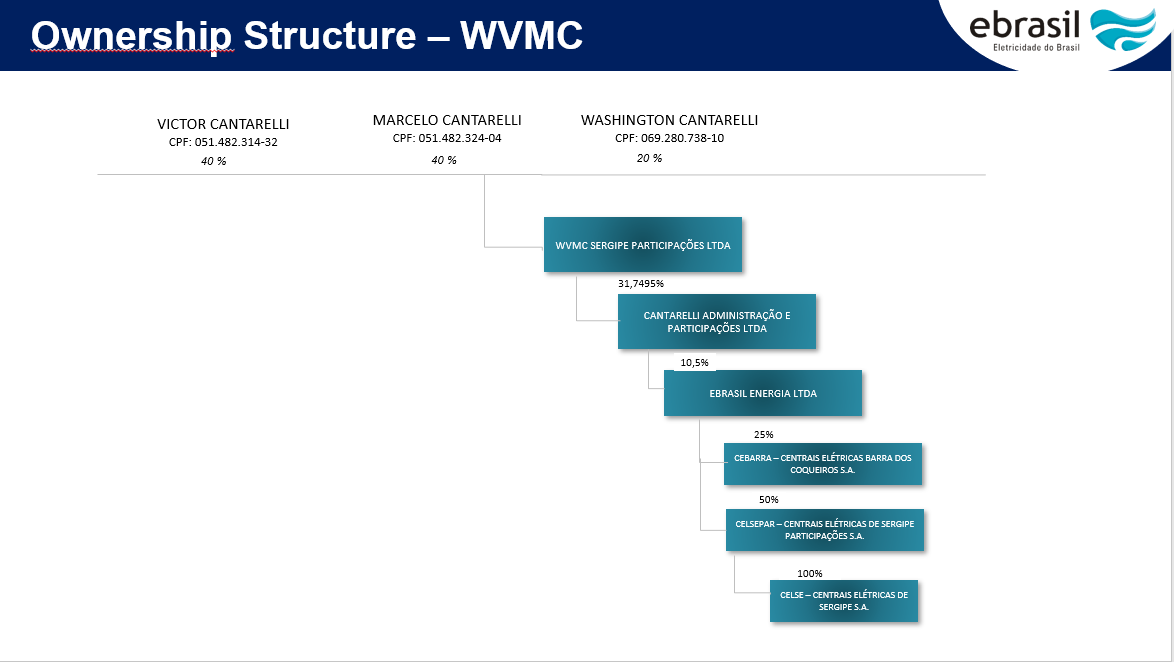 Ownership Structure – WVMC
ebrasil
Eletricidade do Brasil
VICTOR CANTARELLI
CPF: 051.482.314-32
40 %
MARCELO CANTARELLI
CPF: 051.482.324-04
40 %
WASHINGTON CANTARELLI
CPF: 069.280.738-10
20 %
WVMC SERGIPE PARTICIPAÇÕES LTDA
31,7495%
CANTARELLI ADMINISTRAÇÃO E
PARTICIPAÇÕES LTDA
10,5%
EBRASIL ENERGIA LTDA
25%
CEBARRA – CENTRAIS ELÉTRICAS BARRA DOS
COQUEIROS S.A.
50%
CELSEPAR – CENTRAIS ELÉTRICAS DE SERGIPE
PARTICIPAÇÕES S.A.
100%
CELSE – CENTRAIS ELÉTRICAS DE
SERGIPE S.A.